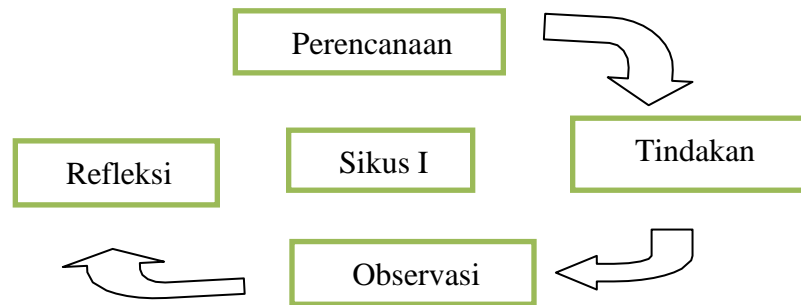 Perencanaan
Tindakan
Refleksi
Sikus I
Observasi